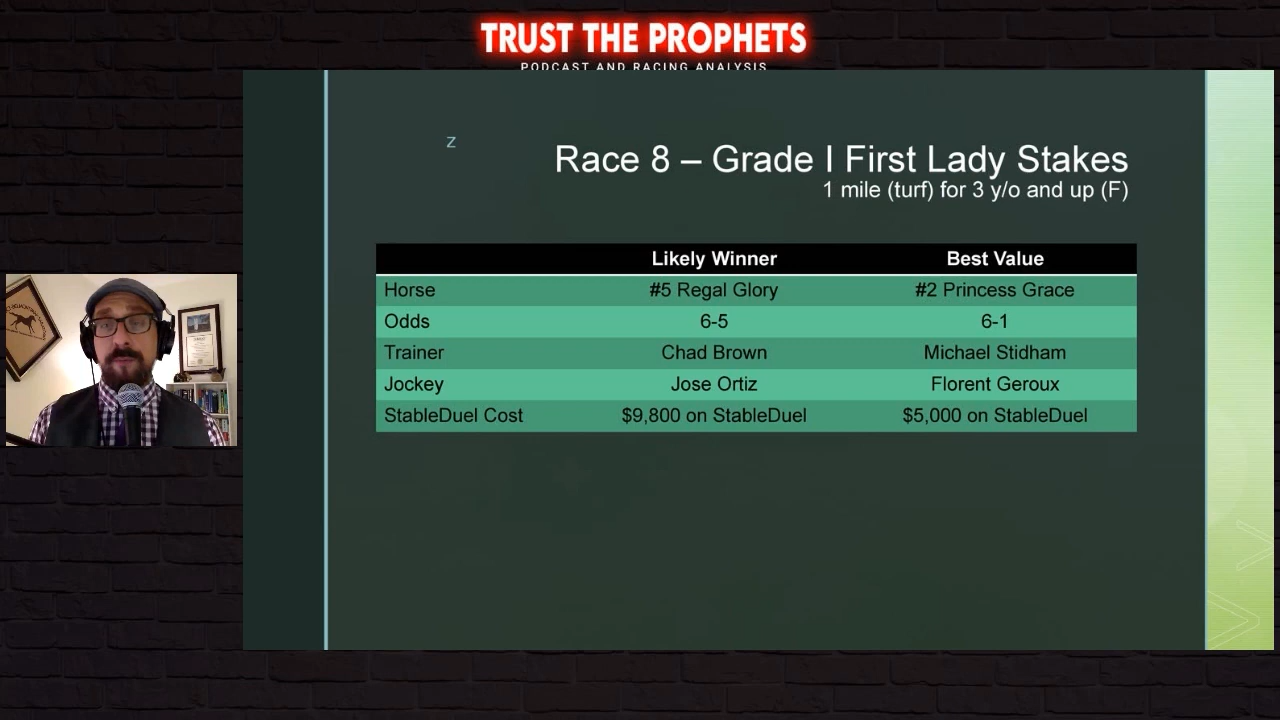 TRUST THE PROPHETS
PODCAST AND RACING ANALYSIS
z
Race 8 – Grade I First Lady Stakes
1 mile (turf) for 3 y/o and up (F)
Likely Winner Best Value
Horse #5 Regal Glory #2 Princess Grace
Odds 6-5 6-1
Trainer Chad Brown Michael Stidham
Jockey Jose Ortiz Florent Geroux
StableDuel Cost $9,800 on StableDuel $5,000 on StableDuel